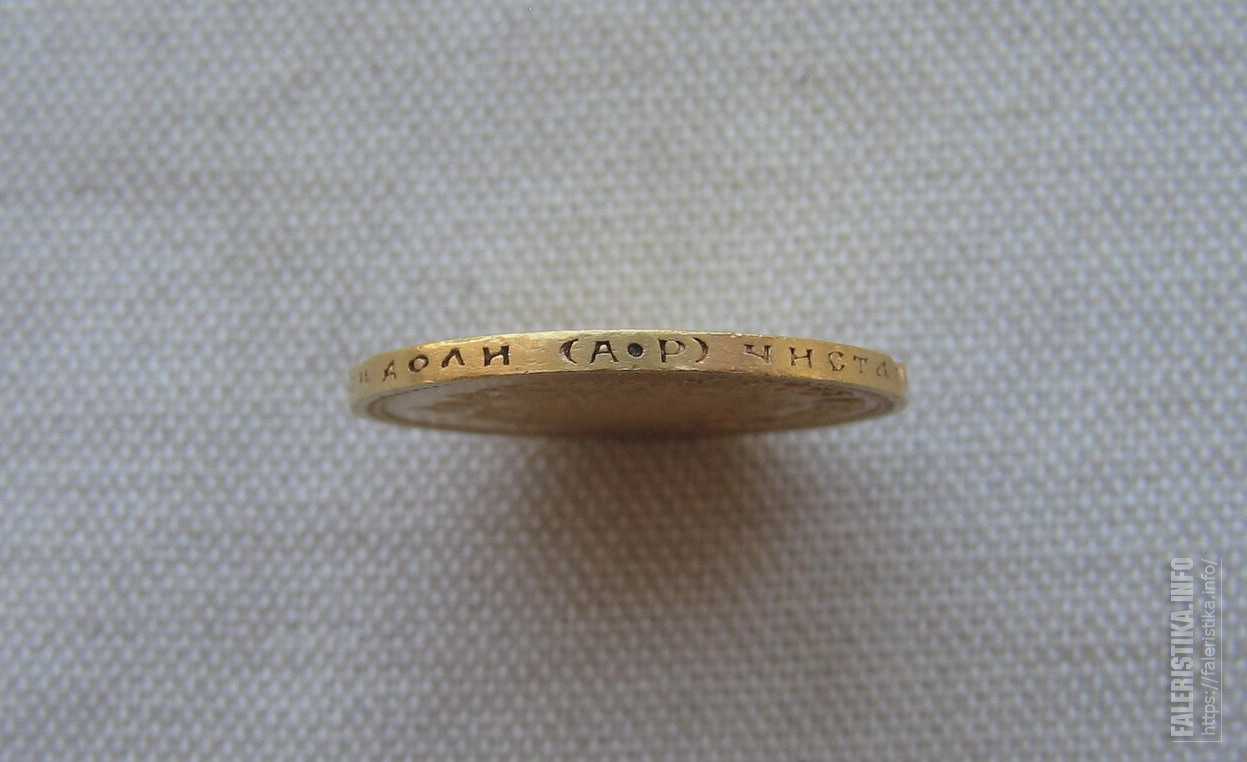 ДОЛИ (А•Р) ЧИСТА
FALERISTIKA.INFO
https://faleristika.info/